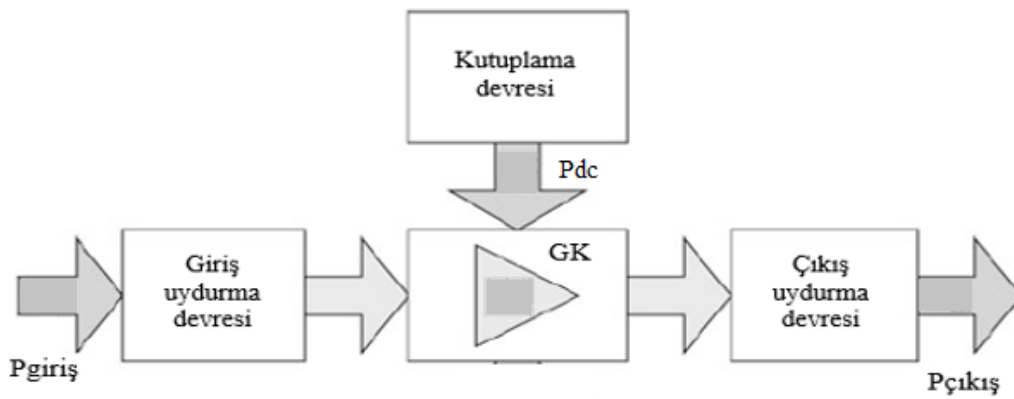 Kutuplama
devresi
Pdc
Giriş
uydurma
devresi
GK
Çıkış
uydurma
devresi
Pgiriş
Pçıkış